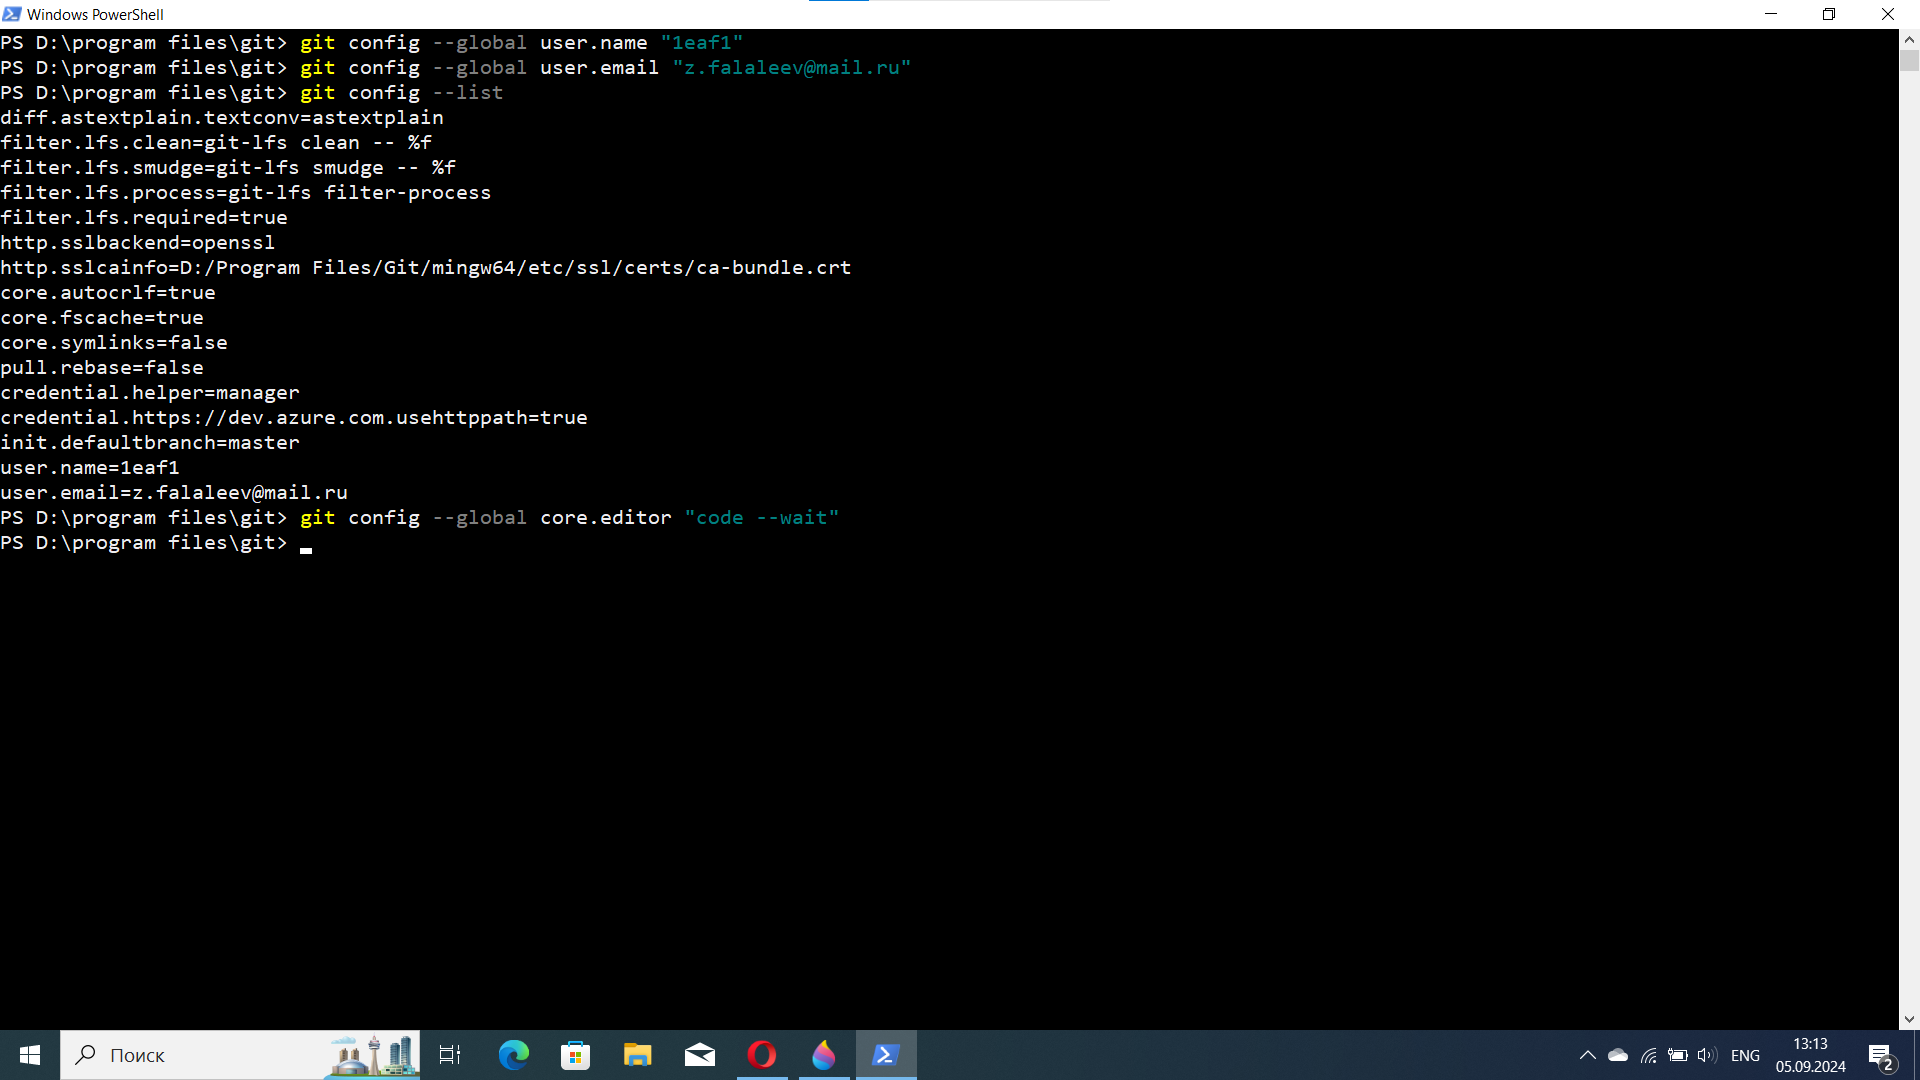 Windows PowerShell
PS D:\program files\git> git config --global user.name "1eaf1"
PS D:\program files\git> git config --global user.email "z.falaleev@mail.ru"
PS D:\program files\git> git config --list
diff.astextplain.textconv=astextplain
filter.lfs.clean=git-lfs clean -- %f
filter.lfs.smudge=git-lfs smudge -- %f
filter.lfs.process=git-lfs filter-process
filter.lfs.required=true
http.sslbackend=openssl
http.sslcainfo=D:/Program Files/Git/mingw64/etc/ssl/certs/ca-bundle.crt
core.autocrlf=true
core.fscache=true
core.symlinks=false
pull.rebase=false
credential.helper=manager
credential.https://dev.azure.com.usehttppath=true
init.defaultbranch=master
user.name=1eaf1
user.email=z.falaleev@mail.ru
PS D:\program files\git> git config --global core.editor "code --wait"
PS D:\program files\git>
Поиск
ENG
13:13
05.09.2024
2